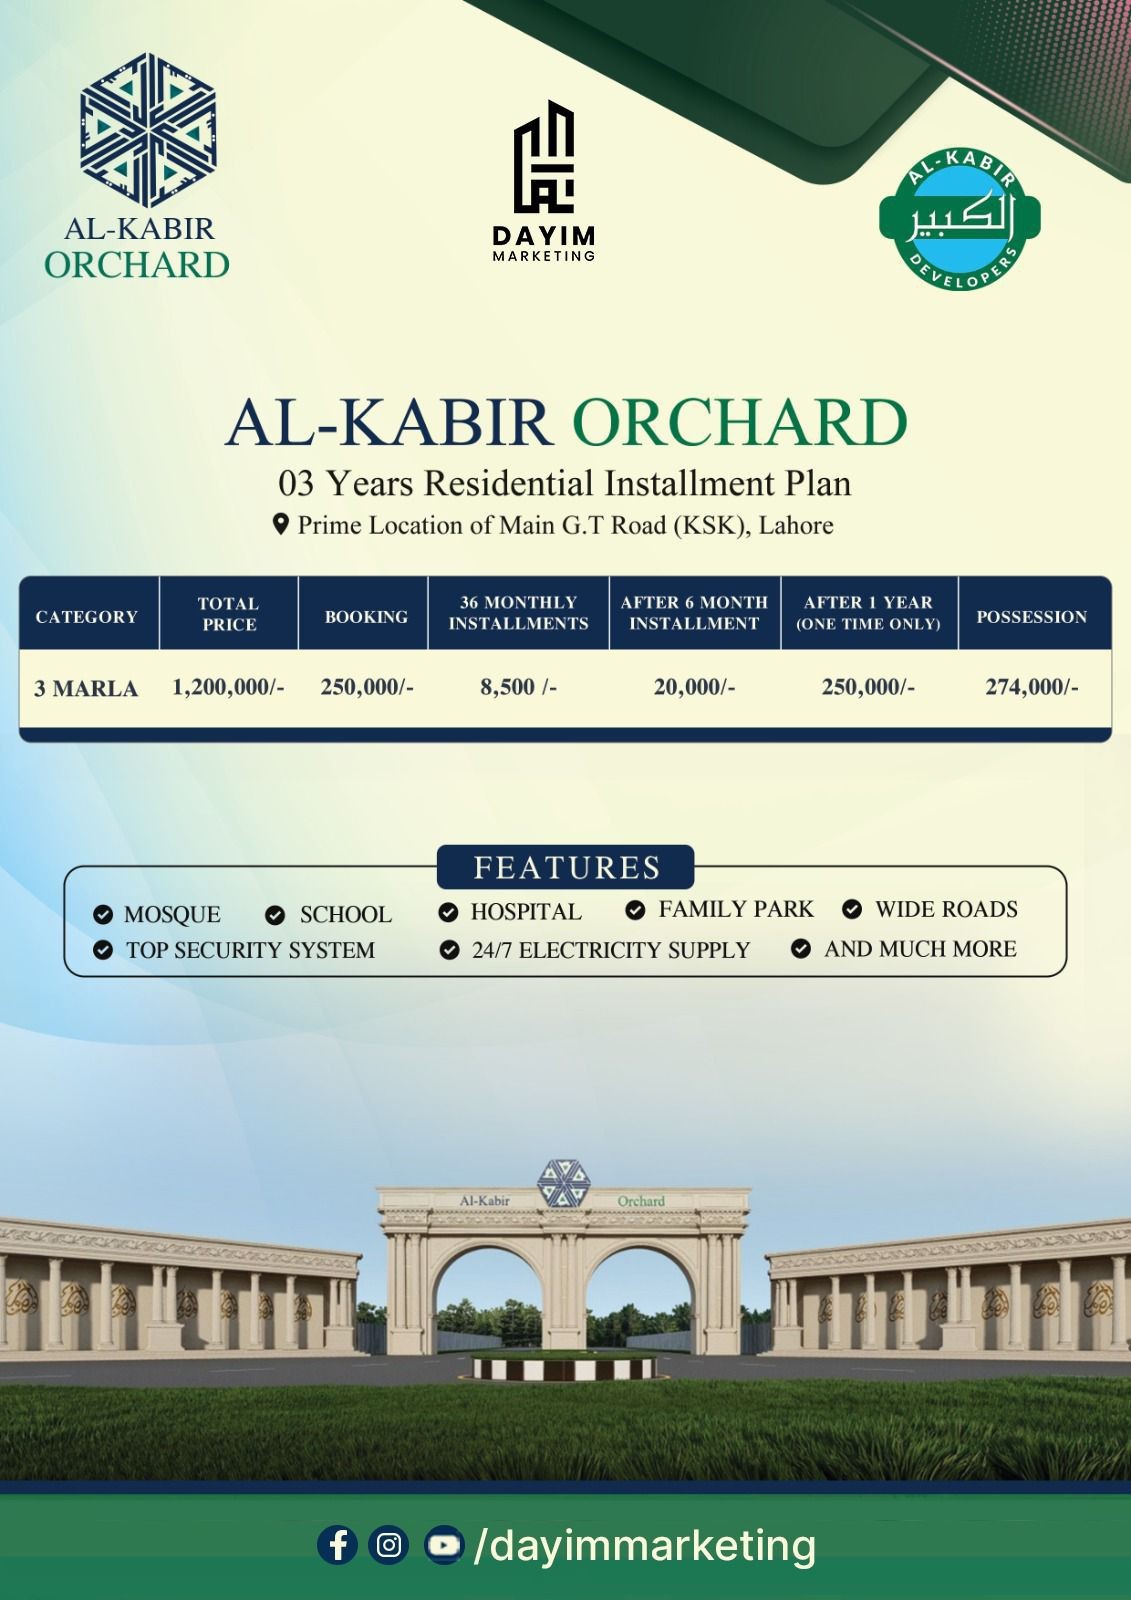 AL-KABIR
ORCHARD
DAYIM
MARKETING
AL-KABIR
الكبير
DEVELOPERS
AL-KABIR ORCHARD
03 Years Residential Installment Plan
Prime Location of Main G.T Road (KSK), Lahore
CATEGORY TOTAL PRICE BOOKING 36 MONTHLY INSTALLMENTS AFTER 6 MONTH INSTALLMENT AFTER 1 YEAR (ONE TIME ONLY) POSSESSION
3 MARLA 1,200,000/- 250,000/- 8,500 /- 20,000/- 250,000/- 274,000/-
FEATURES
MOSQUE SCHOOL HOSPITAL FAMILY PARK WIDE ROADS
TOP SECURITY SYSTEM 24/7 ELECTRICITY SUPPLY AND MUCH MORE
Al-Kabir Orchard
/dayimmarketing